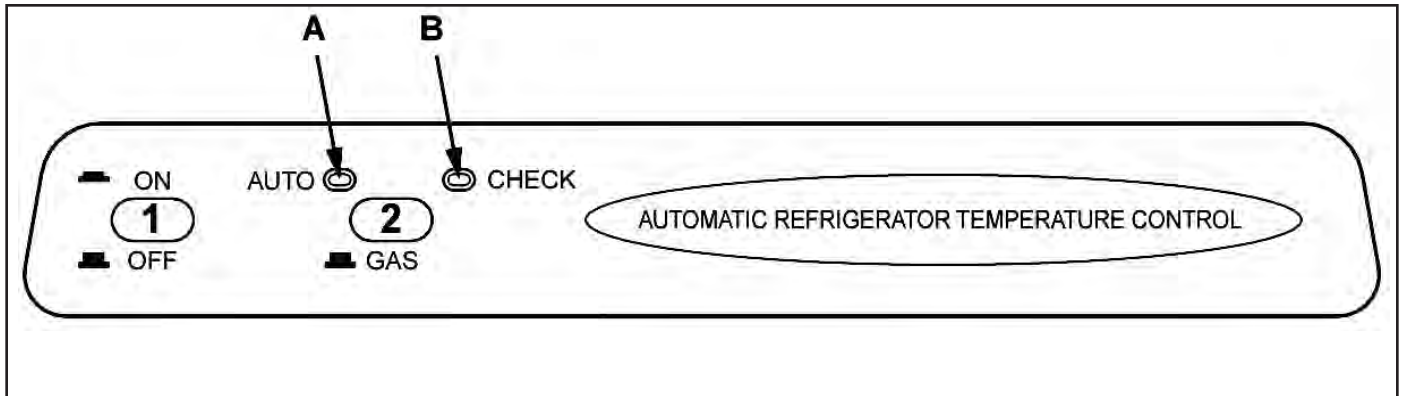 A B
ON AUTO CHECK
1 2 AUTOMATIC REFRIGERATOR TEMPERATURE CONTROL
OFF GAS